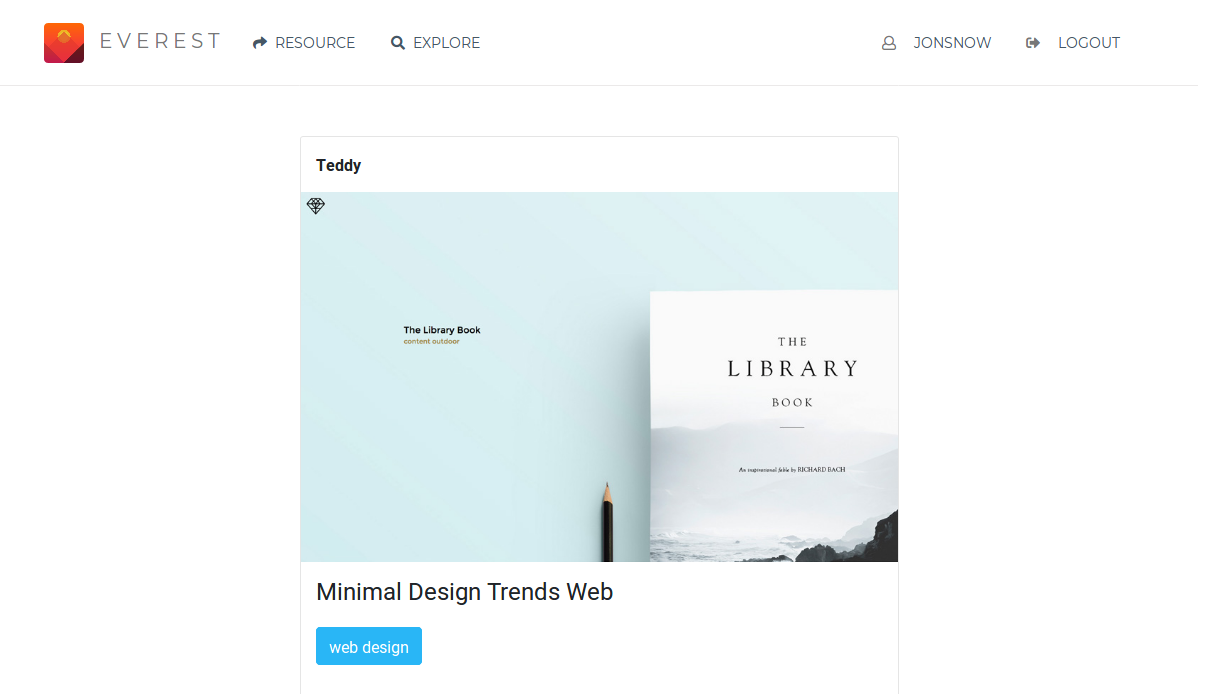 EVEREST RESOURCE EXPLORE JONSNOW LOGOUT
Teddy
The Library Book
content outdoor
THE
LIBRARY
BOOK
An inspirational fable by RICHARD BACH
Minimal Design Trends Web
web design